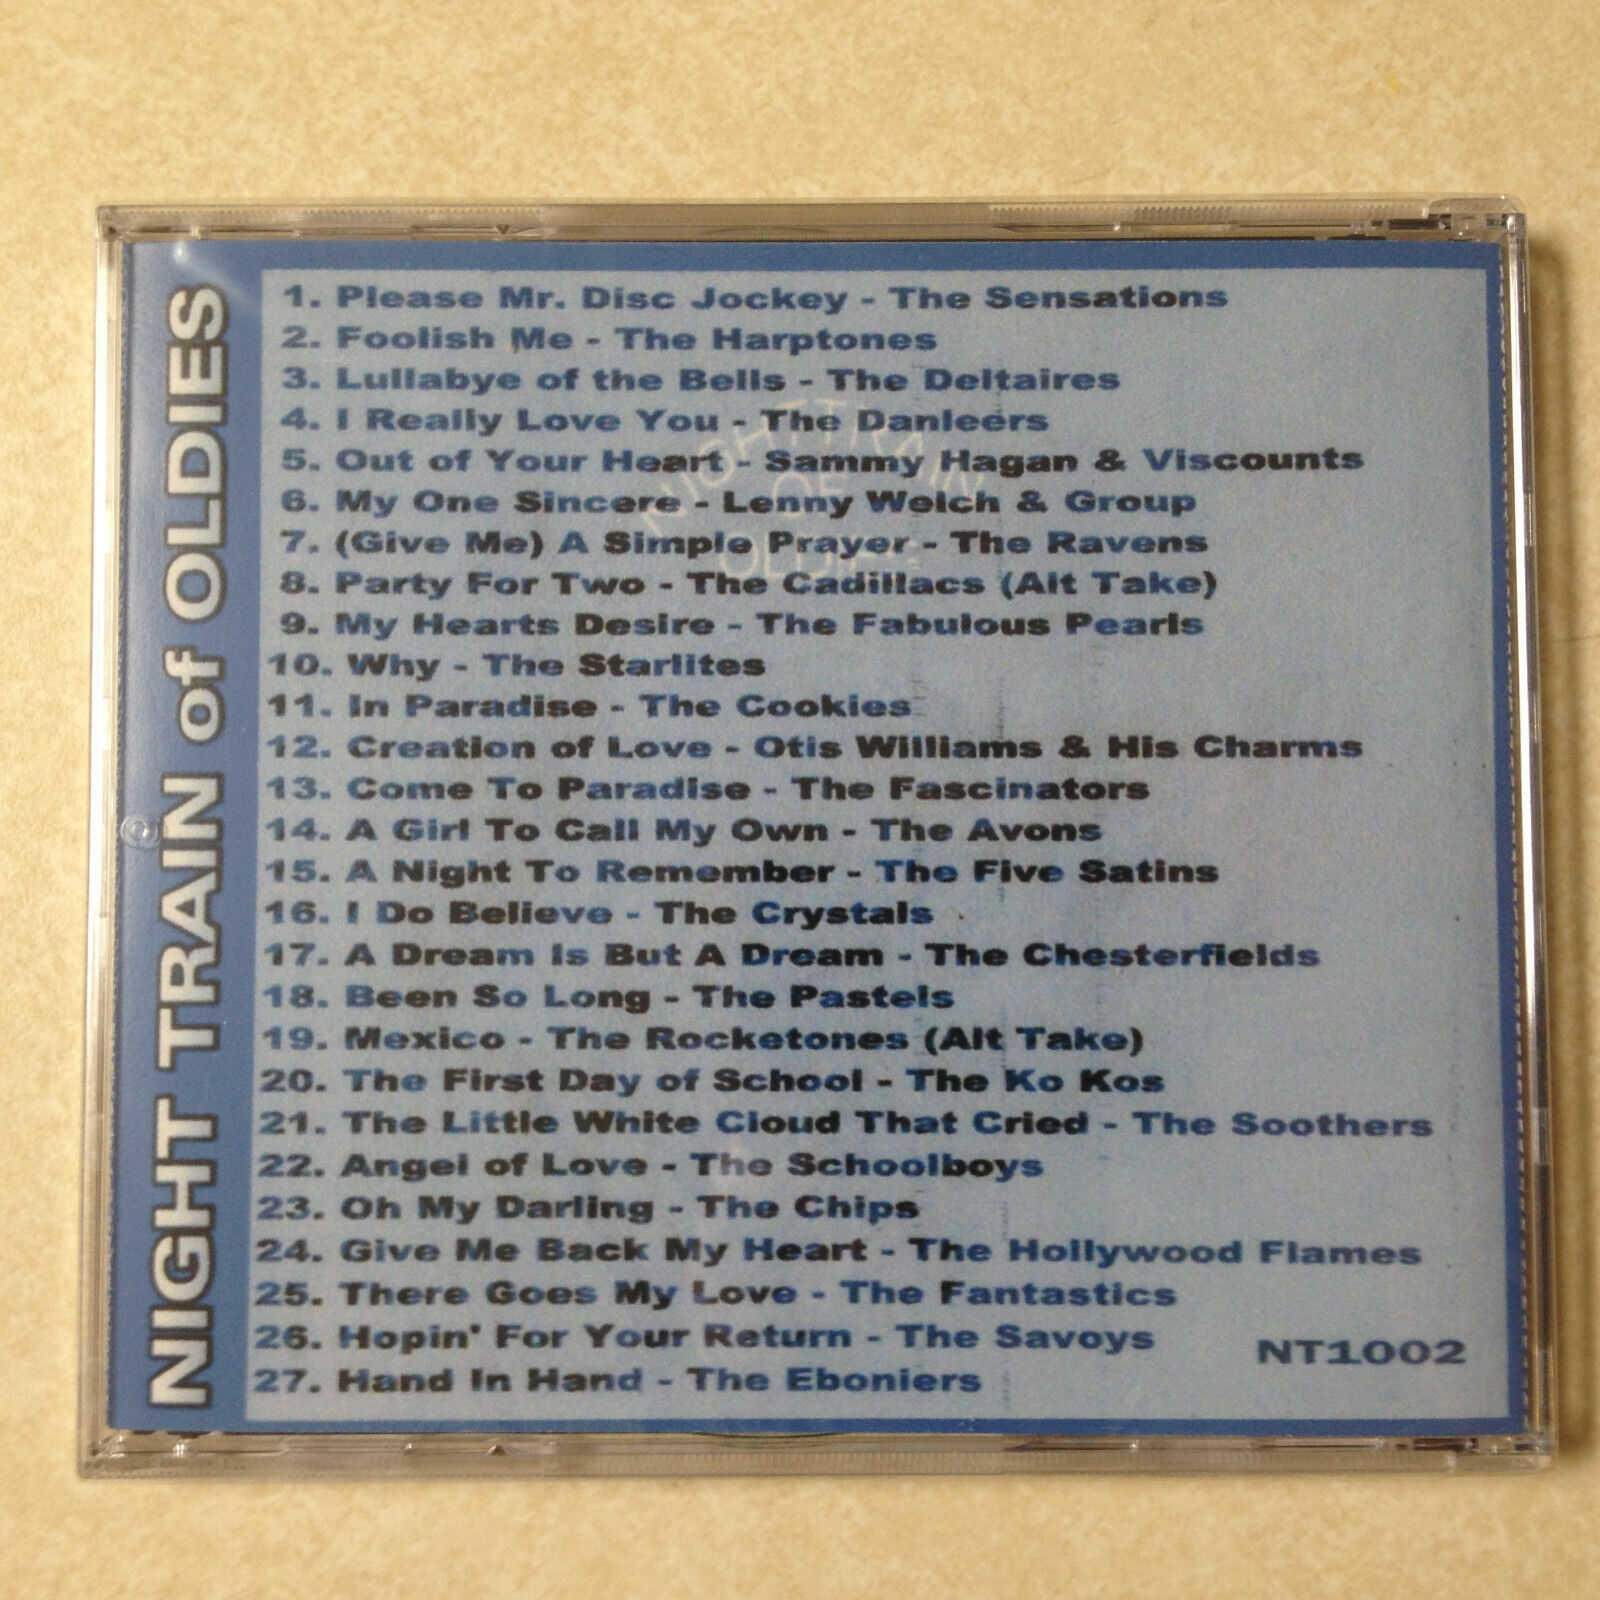 NIGHT TRAIN of OLDIES
1. Please Mr. Disc Jockey - The Sensations
2. Foolish Me - The Harptones
3. Lullabye of the Bells - The Deltaires
4. I Really Love You - The Danleers
5. Out of Your Heart - Sammy Hagan & Viscounts
6. My One Sincere - Lenny Welch & Group
7. (Give Me) A Simple Prayer - The Ravens
8. Party For Two - The Cadillacs (Alt Take)
9. My Hearts Desire - The Fabulous Pearls
10. Why - The Starlites
11. In Paradise - The Cookies
12. Creation of Love - Otis Williams & His Charms
13. Come To Paradise - The Fascinators
14. A Girl To Call My Own - The Avons
15. A Night To Remember - The Five Satins
16. I Do Believe - The Crystals
17. A Dream Is But A Dream - The Chesterfields
18. Been So Long - The Pastels
19. Mexico - The Rocketones (Alt Take)
20. The First Day of School - The Ko Kos
21. The Little White Cloud That Cried - The Soothers
22. Angel of Love - The Schoolboys
23. Oh My Darling - The Chips
24. Give Me Back My Heart - The Hollywood Flames
25. There Goes My Love - The Fantastics
26. Hopin' For Your Return - The Savoys
27. Hand In Hand - The Eboniers
NT1002
NIGHT TRAIN
OF
OLDIES